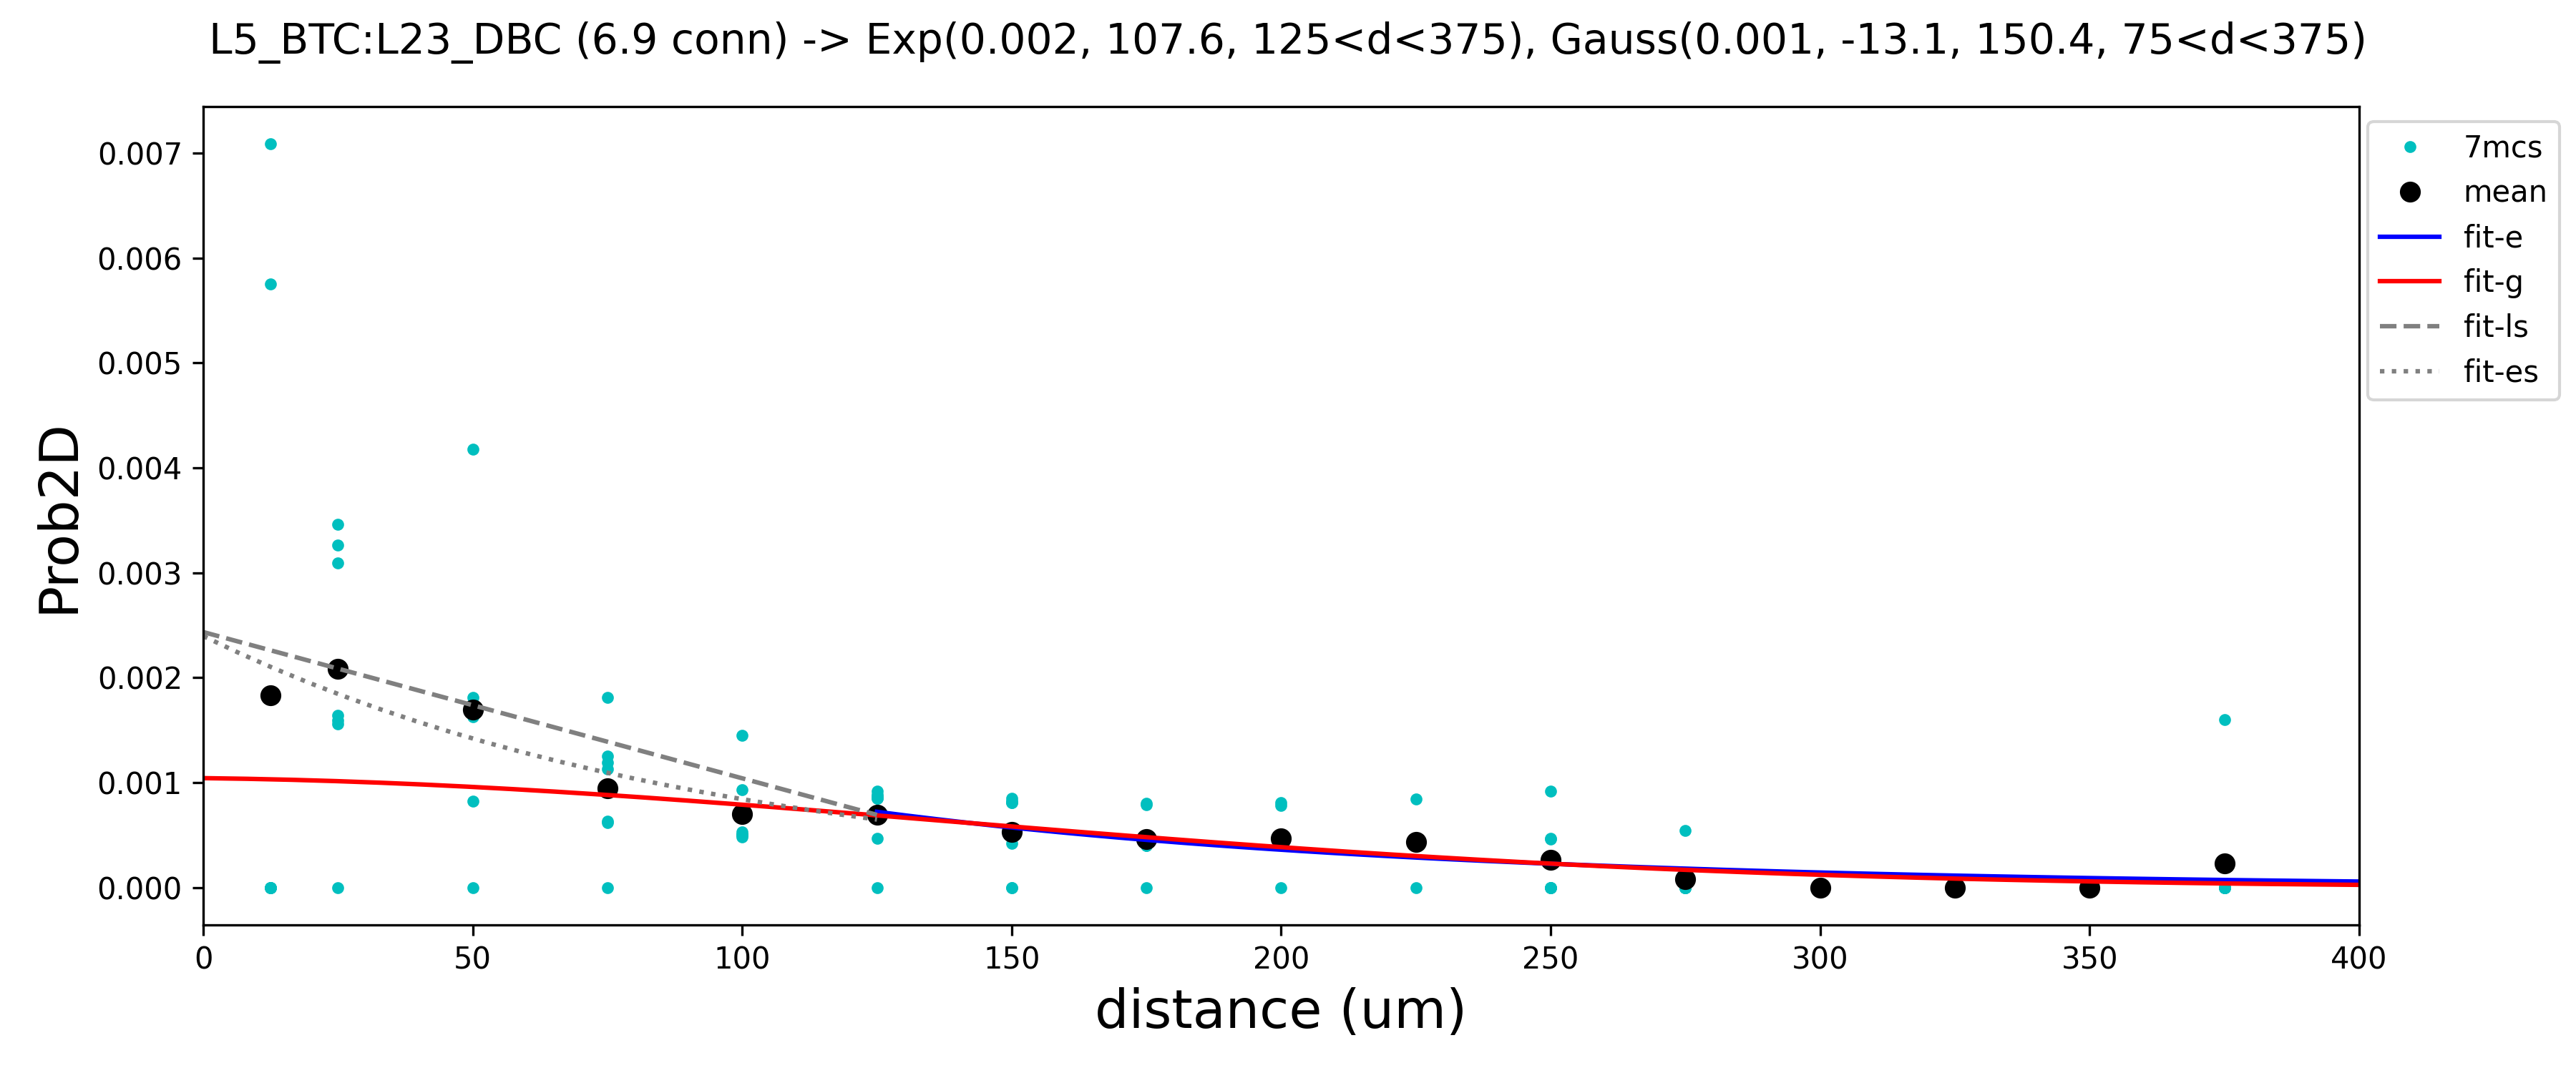 L5_BTC:L23_DBC (6.9 conn) -> Exp(0.002, 107.6, 125<d<375), Gauss(0.001, -13.1, 150.4, 75<d<375)
0.007
0.006
0.005
0.004
0.003
0.002
0.001
0.000
Prob2D
0 50 100 150 200 250 300 350 400
distance (um)
7mcs
mean
fit-e
fit-g
fit-ls
fit-es